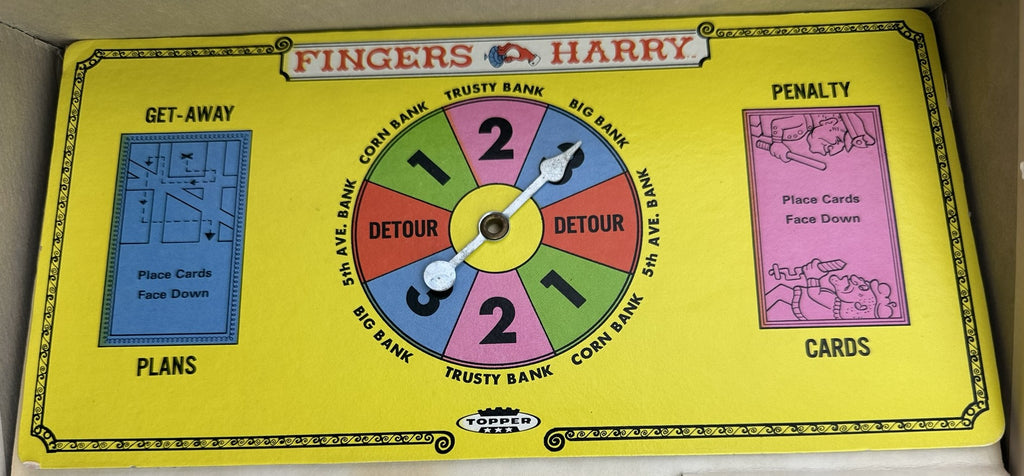 FINGERS HARRY
GET-AWAY
Place Cards
Face Down
PLANS
TRUSTY BANK
BIG BANK
5th AVE. BANK
CORN BANK
TRUSTY BANK
BIG BANK
5th AVE. BANK
CORN BANK
2
3
DETOUR
1
2
3
DETOUR
1
PENALTY
Place Cards
Face Down
CARDS
TOPPER